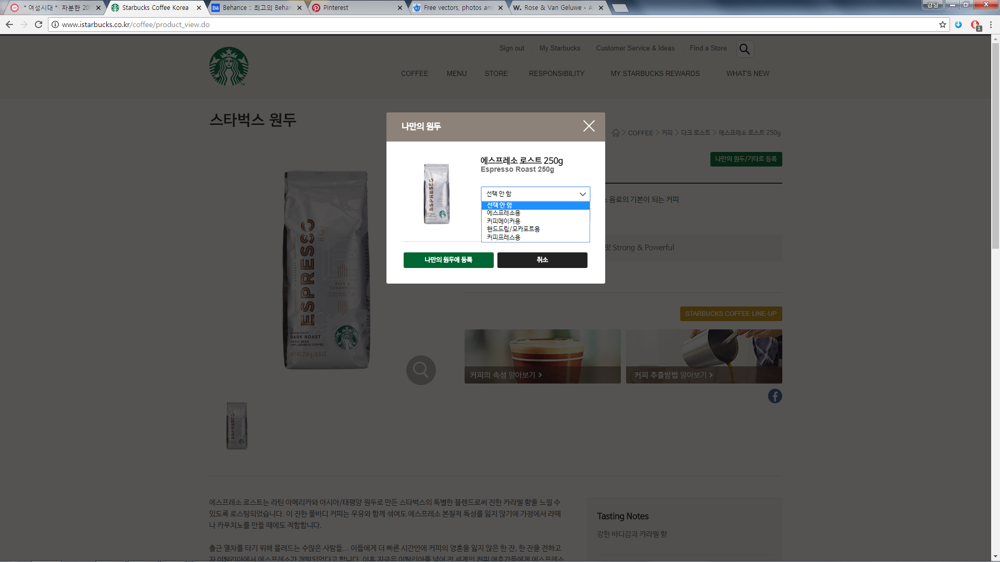 * 여성시대 * 차분한 20
Starbucks Coffee Korea
Behance :: 최고의 Behan
Pinterest
Free vectors, photos and
Rose & Van Geluwe - A
강딩
www.istarbucks.co.kr/coffee/product_view.do
1
Sign out
My Starbucks
Customer Service & Ideas
Find a Store
COFFEE
MENU
STORE
RESPONSIBILITY
MY STARBUCKS REWARDS
WHAT'S NEW
스타벅스 원두
COFFEE > 커피 > 다크 로스트 > 에스프레소 로스트 250g
나만의 원두/기타로 등록
음료의 기본이 되는 커피
맛 Strong & Powerful
나만의 원두
에스프레소 로스트 250g
Espresso Roast 250g
선택 안 함
선택 안 함
에스프레소용
커피메이커용
핸드드립/모카포트용
커피프레스용
나만의 원두에 등록
취소
ESPRESSO
ROAST
STARBUCKS®
RICH &
CARAMELLY
STARBUCKS®
DARK ROAST
WHOLE BEAN
100% ARABICA COFFEE
NET WT 250 g / 8.8 OZ
STARBUCKS COFFEE LINE-UP
커피의 속성 알아보기 >
커피 추출방법 알아보기 >
에스프레소 로스트는 라틴 아메리카와 아시아/태평양 원두로 만든 스타벅스의 특별한 블렌드로써 진한 카라멜 향을 느낄 수
있도록 로스팅되었습니다. 이 진한 풀바디 커피는 우유와 함께 섞여도 에스프레소 본질적 특성를 잃지 않기에 가정에서 라떼
나 카푸치노를 만들 때에도 적합합니다.
출근 열차를 타기 위해 몰려드는 수많은 사람들... 이들에게 더 빠른 시간안에 커피의 영혼을 잃지 않은 한 잔, 한 잔을 전하고
자 이탈리아에서 에스프레소가 개발되었다고 합니다. 이후 지금은 이탈리아를 넘어 전 세계의 커피 애호가들에게 에스프레소
Tasting Notes
강한 바디감과 캬라멜 향